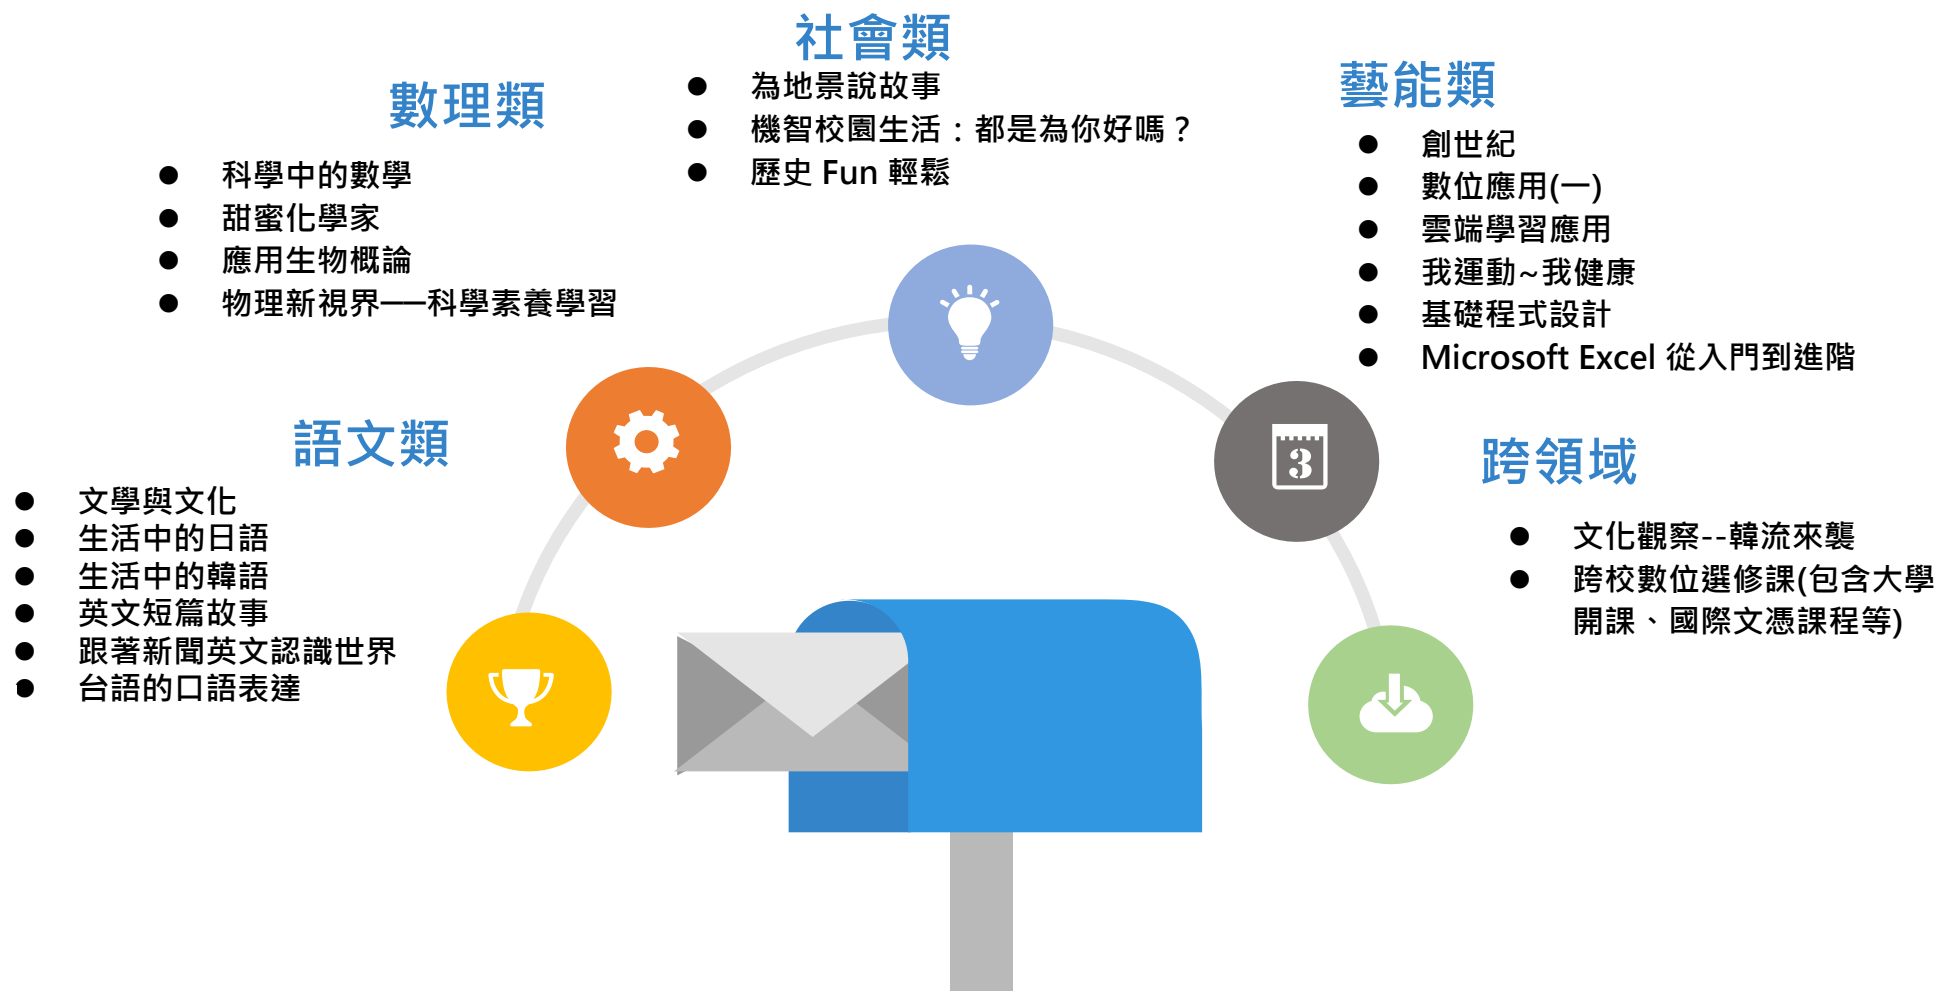 社會類
● 為地景說故事
● 機智校園生活：都是為你好嗎？
● 歷史 Fun 輕鬆
數理類
● 科學中的數學
● 甜蜜化學家
● 應用生物概論
● 物理新視界──科學素養學習
藝能類
● 創世紀
● 數位應用(一)
● 雲端學習應用
● 我運動~我健康
● 基礎程式設計
● Microsoft Excel 從入門到進階
語文類
● 文學與文化
● 生活中的日語
● 生活中的韓語
● 英文短篇故事
● 跟著新聞英文認識世界
● 台語的口語表達
跨領域
● 文化觀察--韓流來襲
● 跨校數位選修課(包含大學
開課、國際文憑課程等)
3